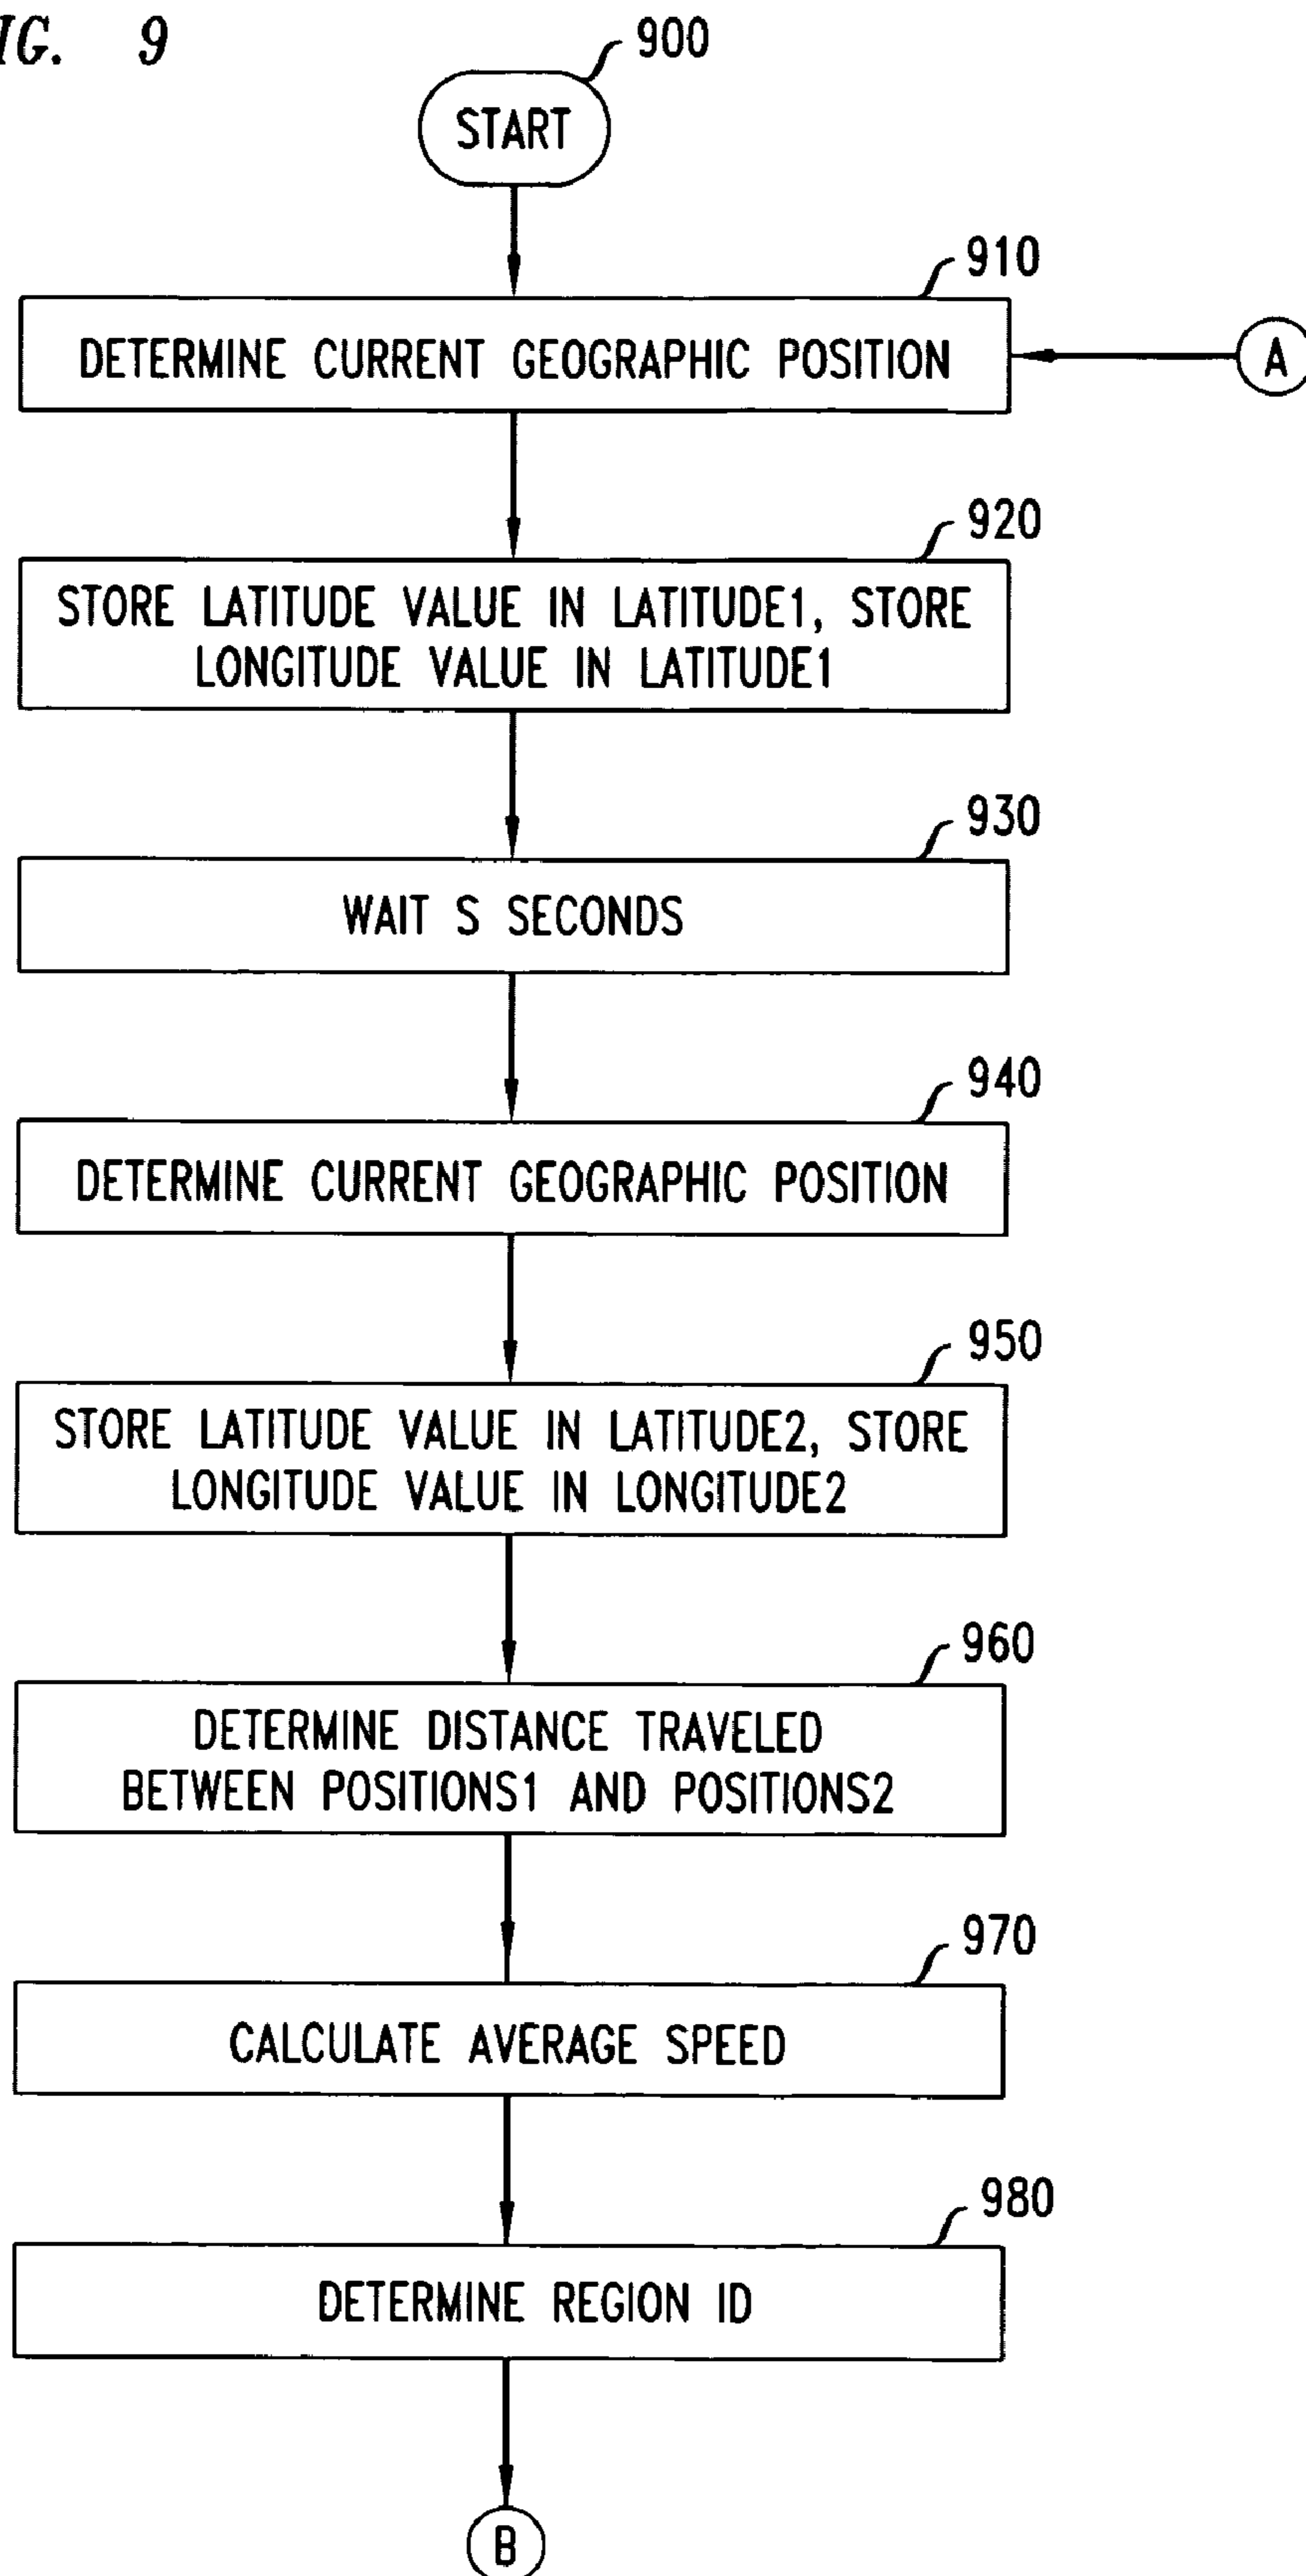 IG. 9
900
START
910
DETERMINE CURRENT GEOGRAPHIC POSITION
A
920
STORE LATITUDE VALUE IN LATITUDE1, STORE
LONGITUDE VALUE IN LATITUDE1
930
WAIT S SECONDS
940
DETERMINE CURRENT GEOGRAPHIC POSITION
950
STORE LATITUDE VALUE IN LATITUDE2, STORE
LONGITUDE VALUE IN LONGITUDE2
960
DETERMINE DISTANCE TRAVELED
BETWEEN POSITIONS1 AND POSITIONS2
970
CALCULATE AVERAGE SPEED
980
DETERMINE REGION ID
B